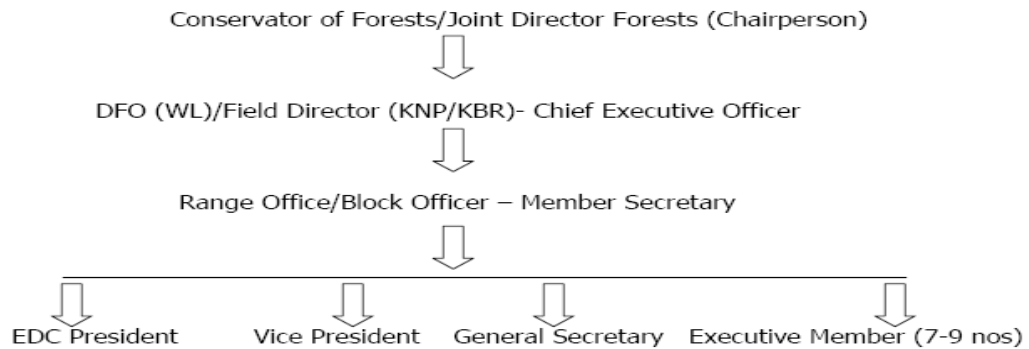 Conservator of Forests/Joint Director Forests (Chairperson)
DFO (WL)/Field Director (KNP/KBR)- Chief Executive Officer
Range Office/Block Officer – Member Secretary
EDC President Vice President General Secretary Executive Member (7-9 nos)